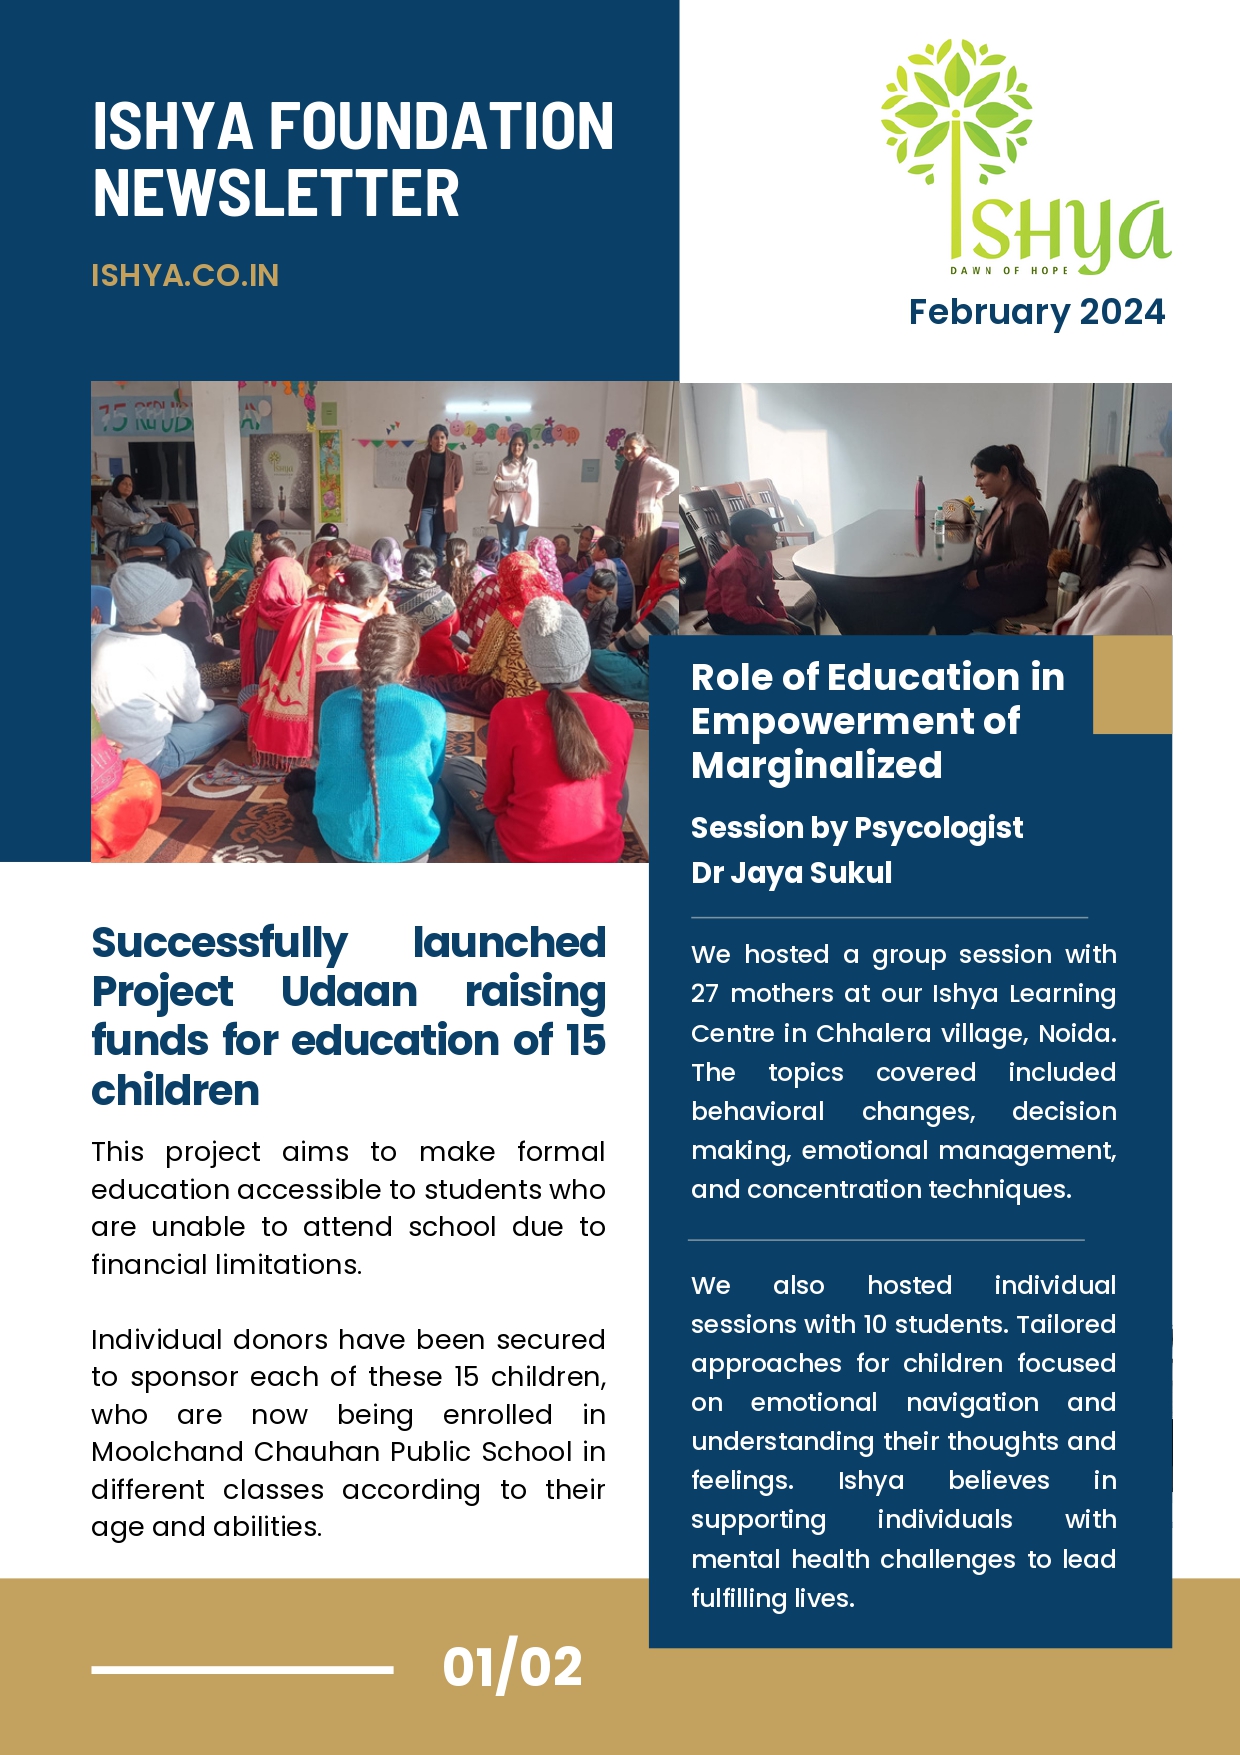 ISHYA FOUNDATION
NEWSLETTER
ISHYA.CO.IN
ISHya
DAWN OF HOPE
February 2024
75 REPUB
Ishya
Role of Education in
Empowerment of
Marginalized
Session by Psycologist
Dr Jaya Sukul
We hosted a group session with
27 mothers at our Ishya Learning
Centre in Chhalera village, Noida.
The topics covered included
behavioral changes, decision
making, emotional management,
and concentration techniques.
We also hosted individual
sessions with 10 students. Tailored
approaches for children focused
on emotional navigation and
understanding their thoughts and
feelings. Ishya believes in
supporting individuals with
mental health challenges to lead
fulfilling lives.
Successfully launched
Project Udaan raising
funds for education of 15
children
This project aims to make formal
education accessible to students who
are unable to attend school due to
financial limitations.
Individual donors have been secured
to sponsor each of these 15 children,
who are now being enrolled in
Moolchand Chauhan Public School in
different classes according to their
age and abilities.
01/02